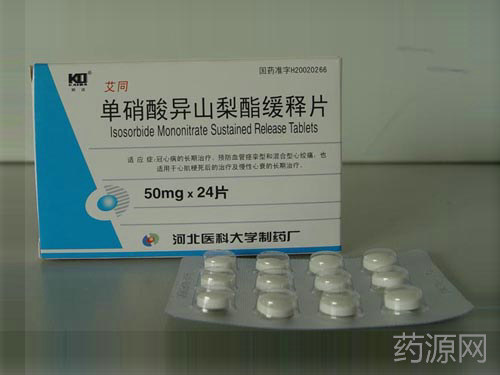 国药准字H20020266
艾同
单硝酸异山梨酯缓释片
Isosorbide Mononitrate Sustained Release Tablets
适应症:冠心病的长期治疗，预防血管痉挛型和混合型心绞痛，也
适用于心肌梗死后的治疗及慢性心衰的长期治疗。
50mg x 24片
河北医科大学制药厂
药源网